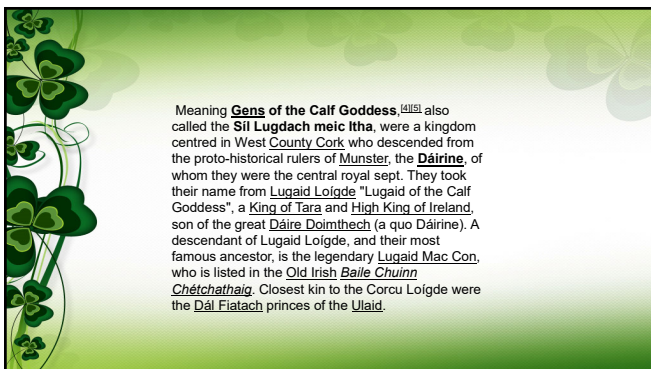 Meaning Gens of the Calf Goddess,[4][5] also
called the Síl Lugdach meic Itha, were a kingdom
centred in West County Cork who descended from
the proto-historical rulers of Munster, the Dáirine, of
whom they were the central royal sept. They took
their name from Lugaid Loígde "Lugaid of the Calf
Goddess", a King of Tara and High King of Ireland,
son of the great Dáire Doimthech (a quo Dáirine). A
descendant of Lugaid Loígde, and their most
famous ancestor, is the legendary Lugaid Mac Con,
who is listed in the Old Irish Baile Chuinn
Chétchathaig. Closest kin to the Corcu Loígde were
the Dál Fiatach princes of the Ulaid.